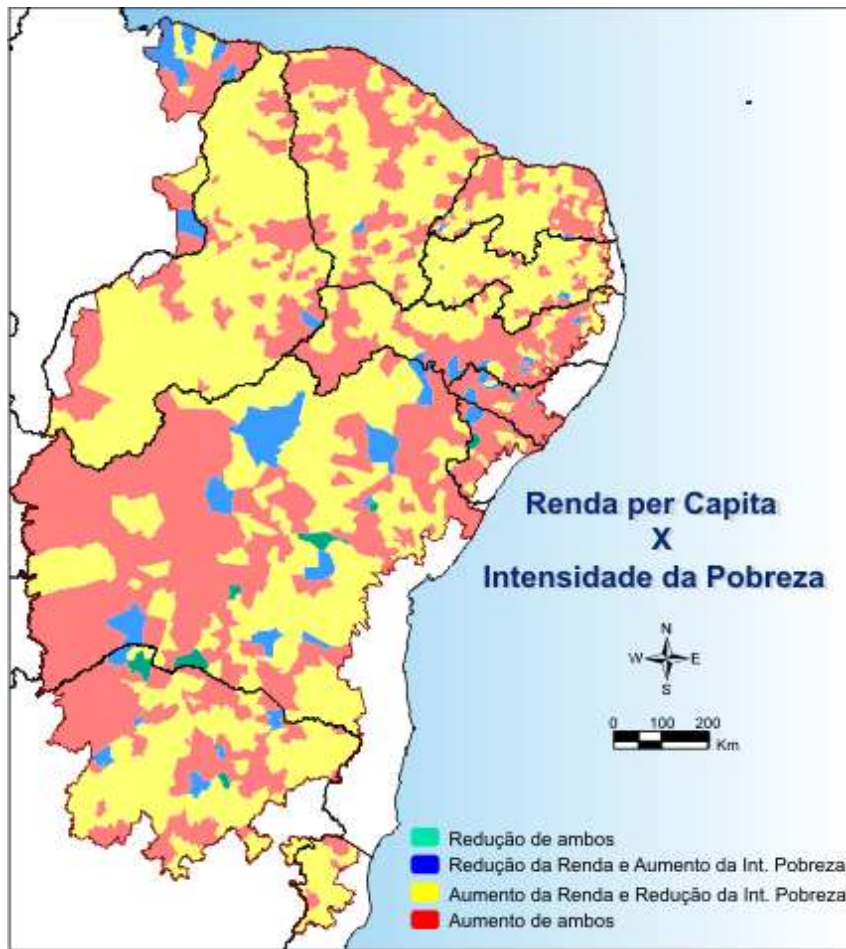 Renda per Capita
X
Intensidade da Pobreza
N
W E
S
0 100 200
Km
Redução de ambos
Redução da Renda e Aumento da Int. Pobreza
Aumento da Renda e Redução da Int. Pobreza
Aumento de ambos